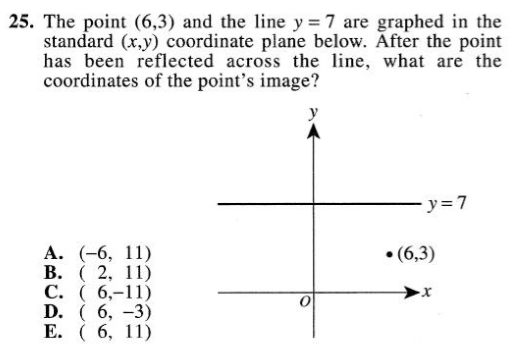 25. The point (6,3) and the line y = 7 are graphed in the
standard (x,y) coordinate plane below. After the point
has been reflected across the line, what are the
coordinates of the point's image?
y
y = 7
A. (–6, 11)
(6,3)
B. ( 2, 11)
C. ( 6,–11)
O
x
D. ( 6, –3)
E. ( 6, 11)